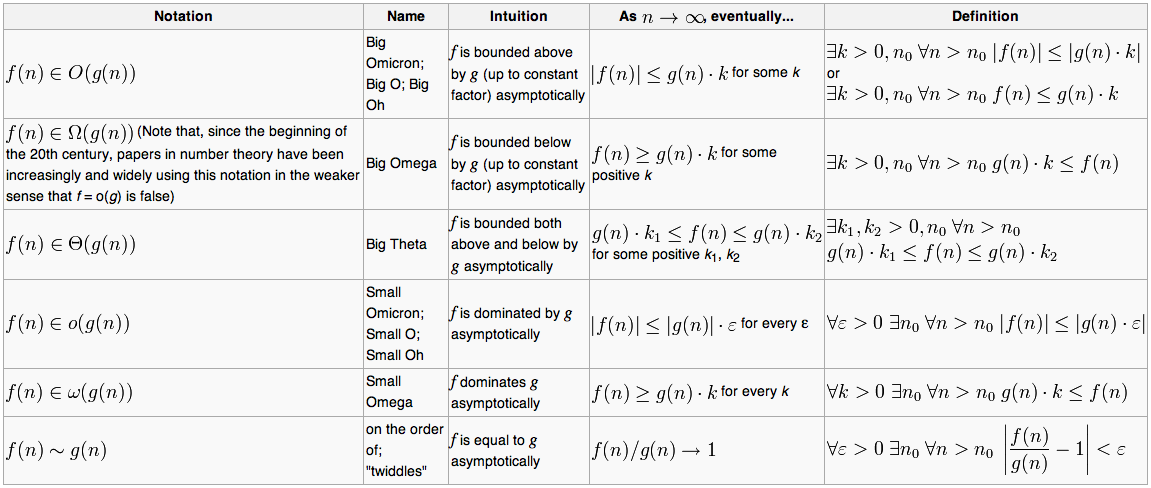 Notation Name Intuition As n → ∞, eventually... Definition
f(n) ∈ O(g(n))
Big
Omicron;
Big O; Big
Oh
f is bounded above
by g (up to constant
factor) asymptotically
|f(n)| ≤ g(n) · k for some k
∃k > 0, n₀ ∀n > n₀ |f(n)| ≤ |g(n) · k|
or
∃k > 0, n₀ ∀n > n₀ f(n) ≤ g(n) · k
f(n) ∈ Ω(g(n)) (Note that, since the beginning of
the 20th century, papers in number theory have been
increasingly and widely using this notation in the weaker
sense that f = o(g) is false)
Big Omega
f is bounded below
by g (up to constant
factor) asymptotically
f(n) ≥ g(n) · k for some
positive k
∃k > 0, n₀ ∀n > n₀ g(n) · k ≤ f(n)
f(n) ∈ Θ(g(n))
Big Theta
f is bounded both
above and below by
g asymptotically
g(n) · k₁ ≤ f(n) ≤ g(n) · k₂
for some positive k₁, k₂
∃k₁, k₂ > 0, n₀ ∀n > n₀
g(n) · k₁ ≤ f(n) ≤ g(n) · k₂
f(n) ∈ o(g(n))
Small
Omicron;
Small O;
Small Oh
f is dominated by g
asymptotically
|f(n)| ≤ |g(n)| · ε for every ε
∀ε > 0 ∃n₀ ∀n > n₀ |f(n)| ≤ |g(n) · ε|
f(n) ∈ ω(g(n))
Small
Omega
f dominates g
asymptotically
f(n) ≥ g(n) · k for every k
∀k > 0 ∃n₀ ∀n > n₀ g(n) · k ≤ f(n)
f(n) ∼ g(n)
on the order
of;
"twiddles"
f is equal to g
asymptotically
f(n)/g(n) → 1
∀ε > 0 ∃n₀ ∀n > n₀ |f(n)/g(n) − 1| < ε